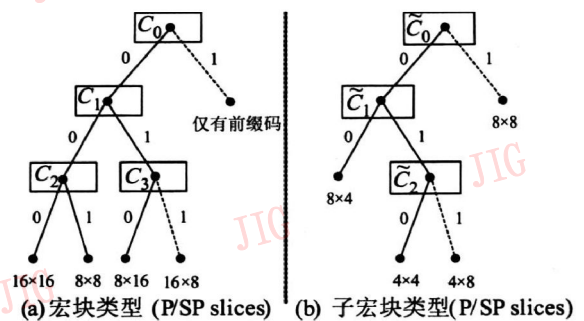 JIG
C₀
0 1
C₁
仅有前缀码
0 1
C₂ C₃
0 1 0 1
16×16 8×8 8×16 16×8
JIG
(a) 宏块类型 (P/SP slices)
C̃₀
0 1
C̃₁
8×8
0 1
8×4
C̃₂
JIG
0 1
4×4 4×8
JIG
(b) 子宏块类型(P/SP slices)